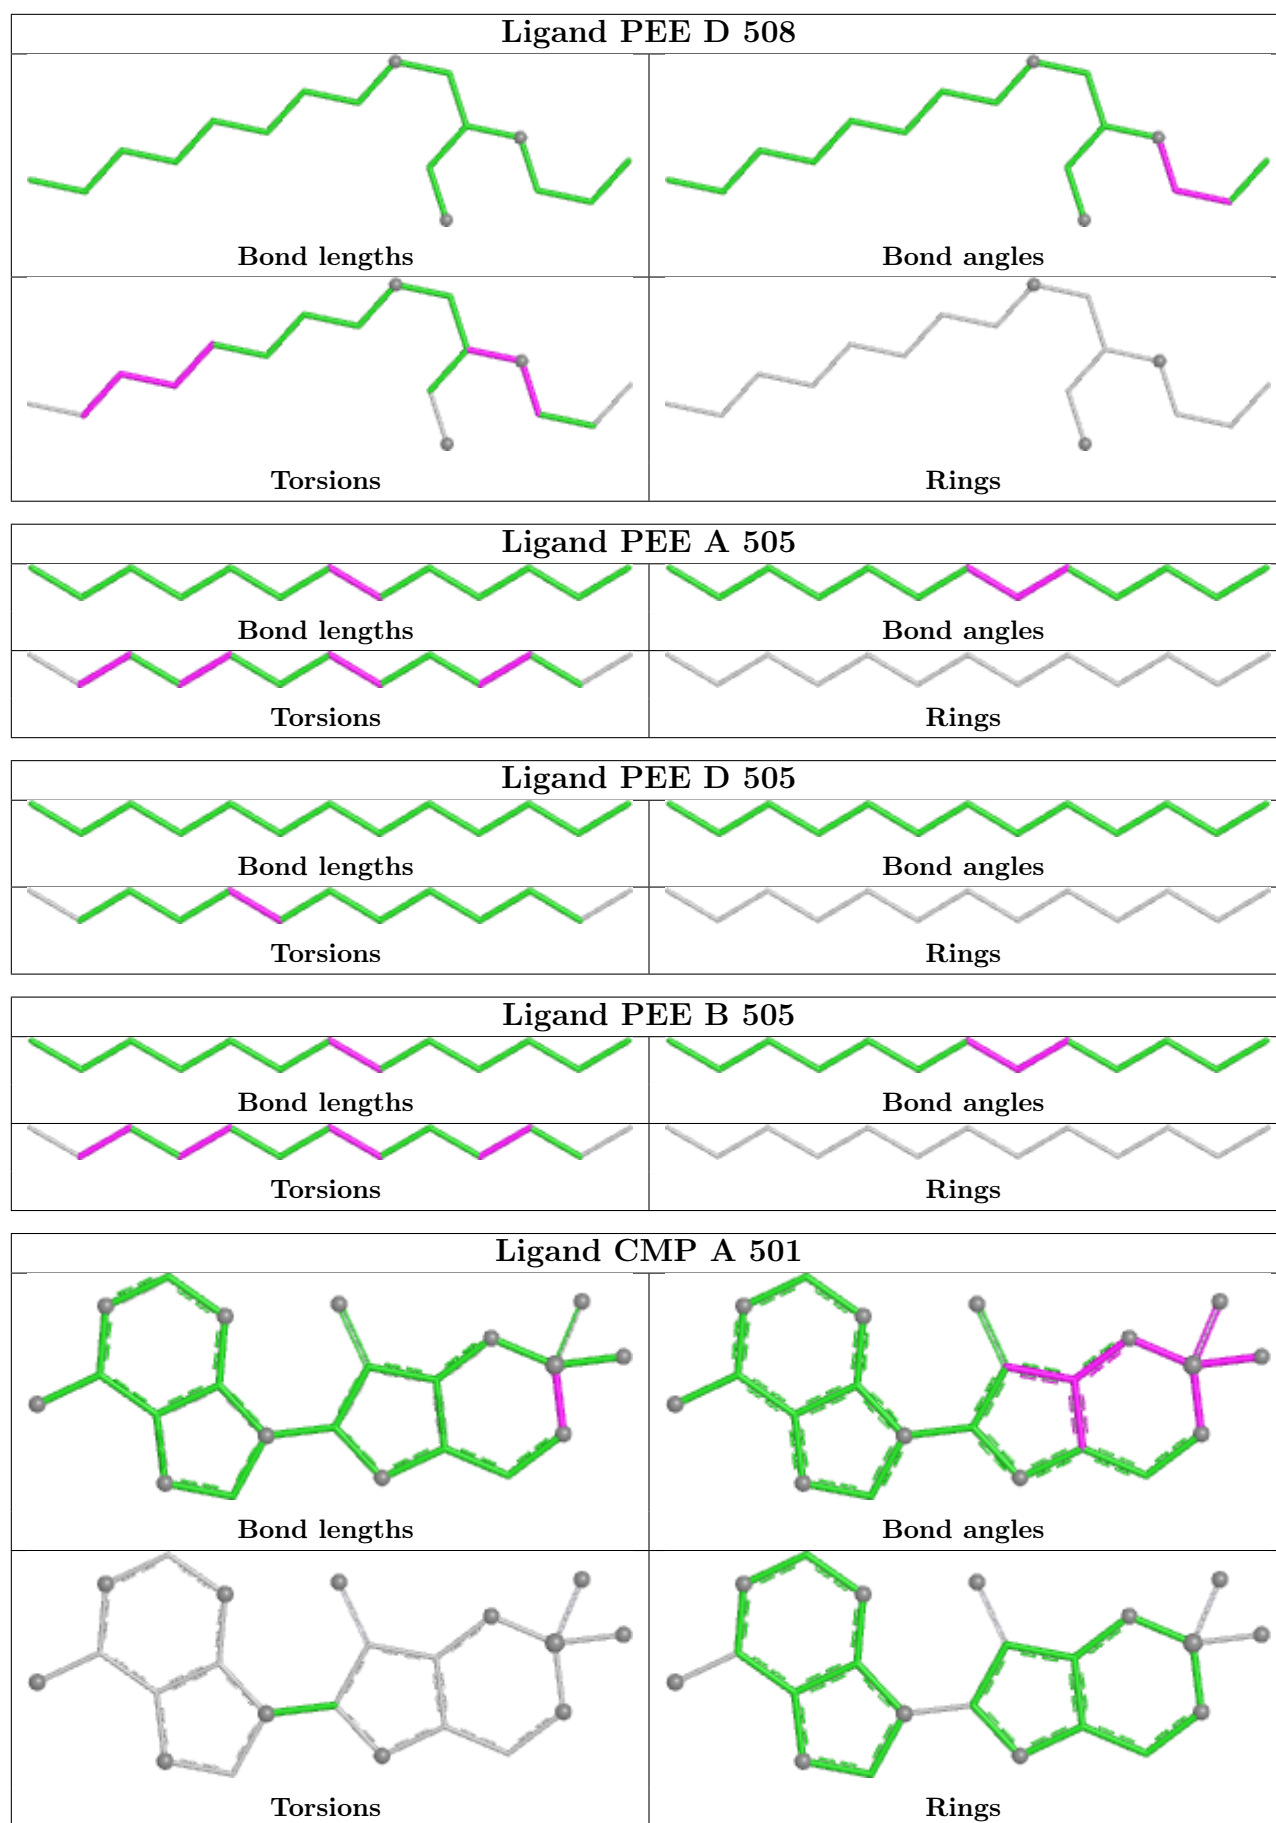 Ligand PEE D 508
Bond lengths
Bond angles
Torsions
Rings
Ligand PEE A 505
Bond lengths
Bond angles
Torsions
Rings
Ligand PEE D 505
Bond lengths
Bond angles
Torsions
Rings
Ligand PEE B 505
Bond lengths
Bond angles
Torsions
Rings
Ligand CMP A 501
Bond lengths
Bond angles
Torsions
Rings